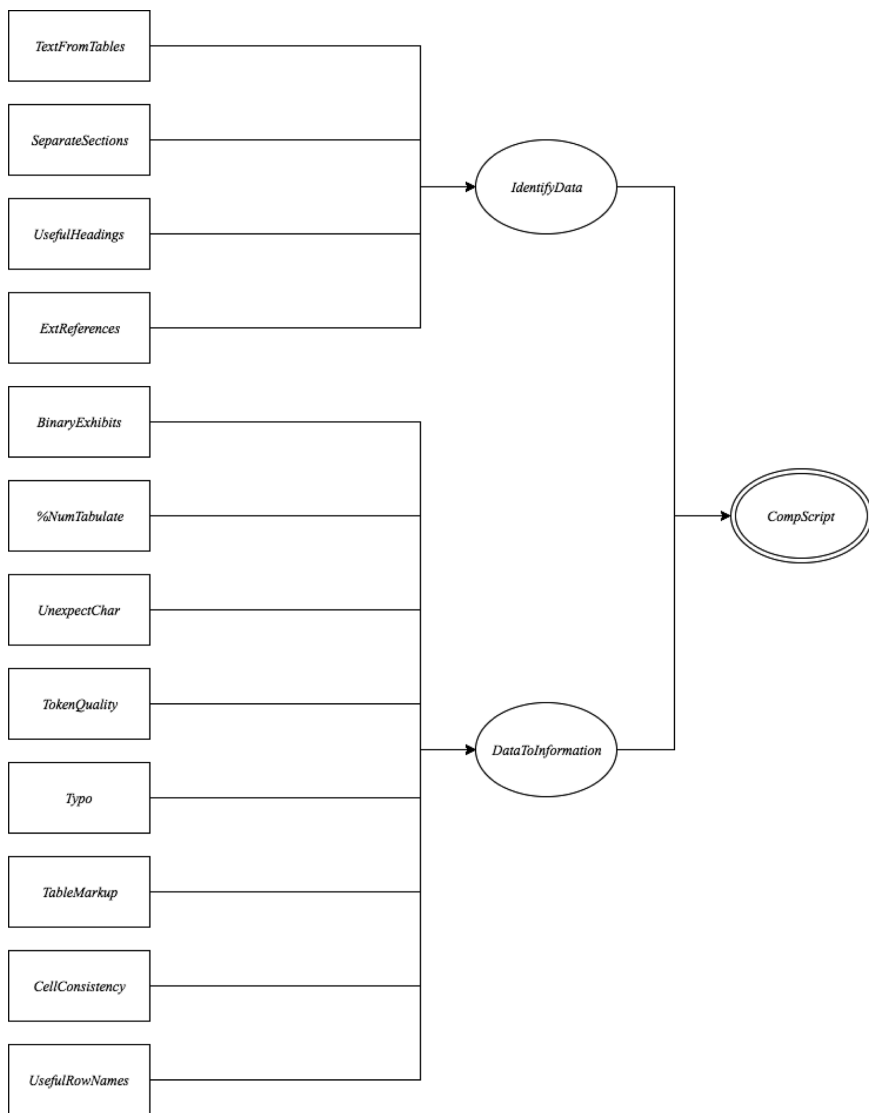 TextFromTables
SeparateSections
IdentifyData
UsefulHeadings
ExtReferences
BinaryExhibits
%NumTabulate
CompScript
UnexpectChar
TokenQuality
DataToInformation
Typo
TableMarkup
CellConsistency
UsefulRowNames